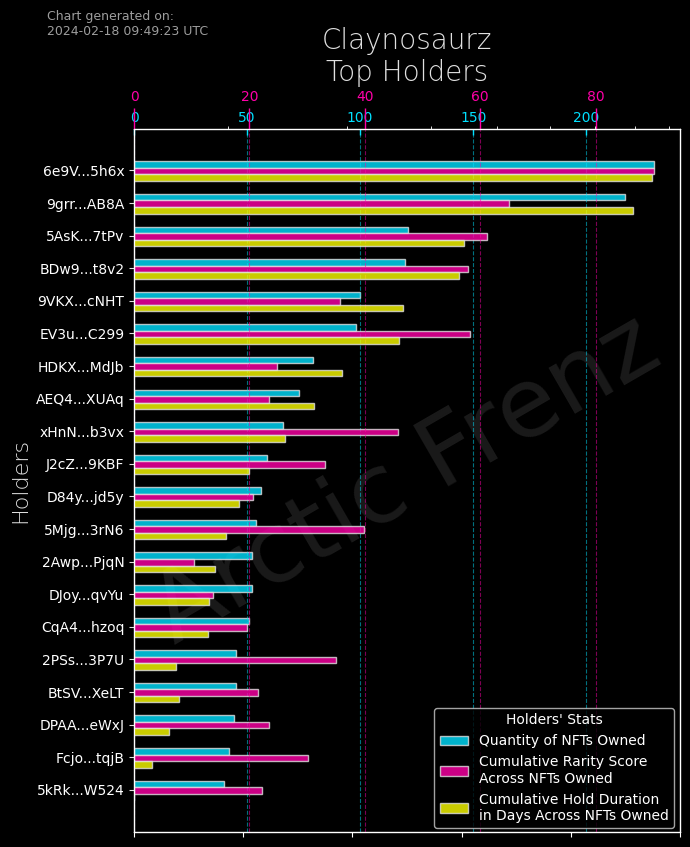 Chart generated on:
2024-02-18 09:49:23 UTC
Claynosaurz
Top Holders
0 20 40 60 80
0 50 100 150 200
Holders
6e9V...5h6x
9grr...AB8A
5AsK...7tPv
BDw9...t8v2
9VKX...cNHT
EV3u...C299
HDKX...MdJb
AEQ4...XUAq
xHnN...b3vx
J2cZ...9KBF
D84y...jd5y
5Mjg...3rN6
2Awp...PjqN
DJoy...qvYu
CqA4...hzoq
2PSs...3P7U
BtSV...XeLT
DPAA...eWxJ
Fcjo...tqjB
5kRk...W524
Arctic Frenz
Holders' Stats
Quantity of NFTs Owned
Cumulative Rarity Score
Across NFTs Owned
Cumulative Hold Duration
in Days Across NFTs Owned